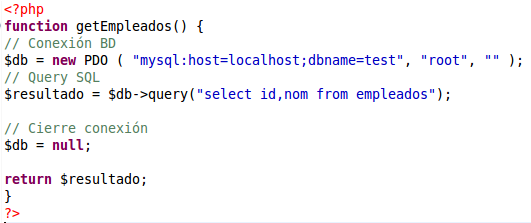 <?php
function getEmpleados() {
// Conexión BD
$db = new PDO ( "mysql:host=localhost;dbname=test", "root", "" );
// Query SQL
$resultado = $db->query("select id,nom from empleados");
// Cierre conexión
$db = null;
return $resultado;
}
?>